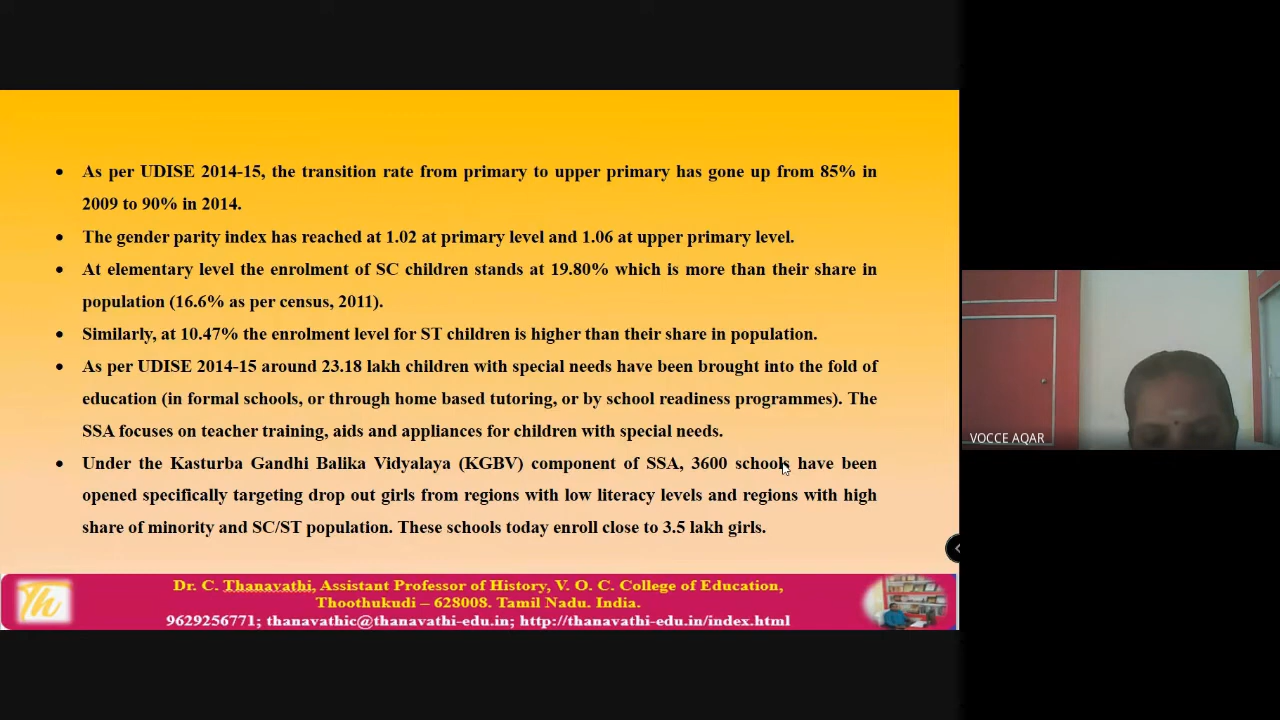 • As per UDISE 2014-15, the transition rate from primary to upper primary has gone up from 85% in
2009 to 90% in 2014.
• The gender parity index has reached at 1.02 at primary level and 1.06 at upper primary level.
• At elementary level the enrolment of SC children stands at 19.80% which is more than their share in
population (16.6% as per census, 2011).
• Similarly, at 10.47% the enrolment level for ST children is higher than their share in population.
• As per UDISE 2014-15 around 23.18 lakh children with special needs have been brought into the fold of
education (in formal schools, or through home based tutoring, or by school readiness programmes). The
SSA focuses on teacher training, aids and appliances for children with special needs.
• Under the Kasturba Gandhi Balika Vidyalaya (KGBV) component of SSA, 3600 schools have been
opened specifically targeting drop out girls from regions with low literacy levels and regions with high
share of minority and SC/ST population. These schools today enroll close to 3.5 lakh girls.
Th
Dr. C. Thanavathi, Assistant Professor of History, V. O. C. College of Education,
Thoothukudi – 628008. Tamil Nadu. India.
9629256771; thanavathic@thanavathi-edu.in; http://thanavathi-edu.in/index.html
VOCCE AQAR